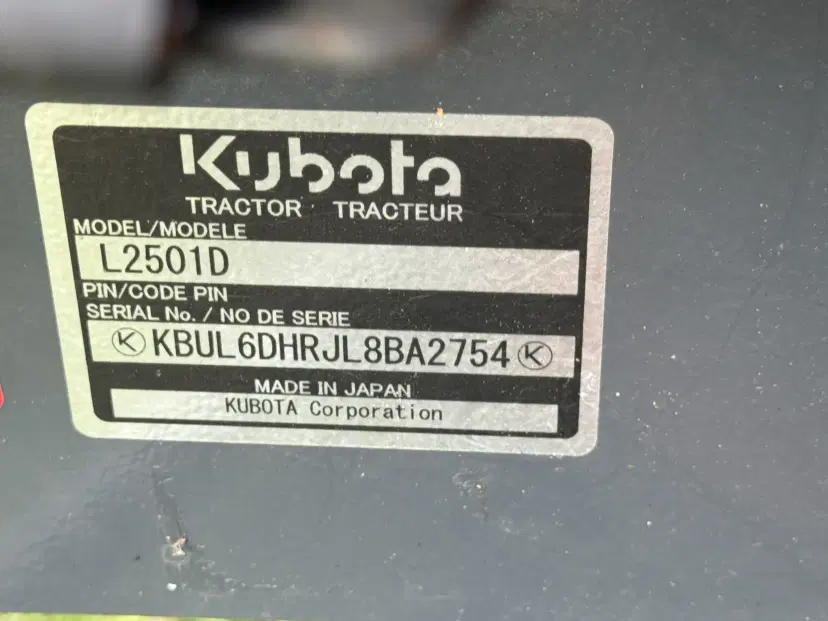 Kubota
TRACTOR TRACTEUR
MODEL/MODELE
L2501D
PIN/CODE PIN
SERIAL No. / NO DE SERIE
KBUL6DHRJL8BA2754
MADE IN JAPAN
KUBOTA Corporation